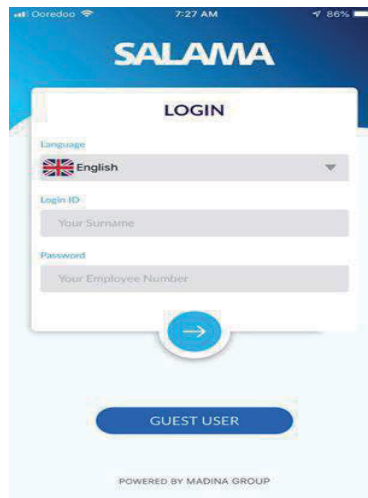 Ooredoo 7:27 AM 86%
SALAMA
LOGIN
Language
English
Login ID
Your Surname
Password
Your Employee Number
GUEST USER
POWERED BY MADINA GROUP